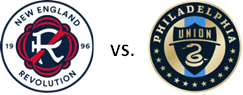 NEW ENGLAND
19 R 96
REVOLUTION
vs.
PHILADELPHIA
UNION